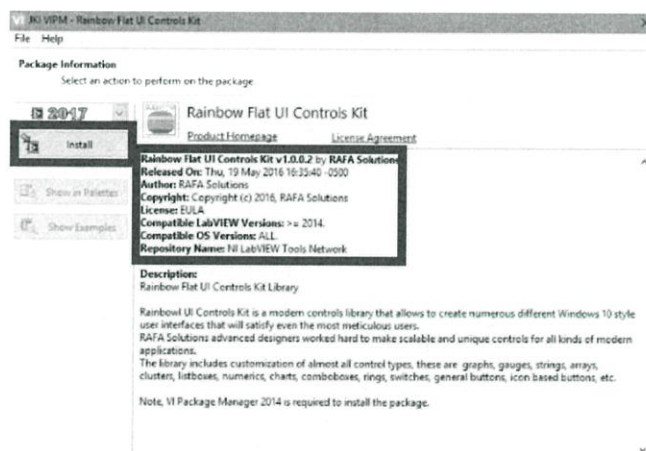 JKI VIPM - Rainbow Flat UI Controls Kit
File Help
Package Information
Select an action to perform on the package
2017
Rainbow Flat UI Controls Kit
Product Homepage License Agreement
Install
Show in Palettes
Show Examples
Rainbow Flat UI Controls Kit v1.0.0.2 by RAFA Solutions
Released On: Thu, 19 May 2016 16:35:40 -0500
Author: RAFA Solutions
Copyright: Copyright (c) 2016, RAFA Solutions
License: EULA
Compatible LabVIEW Versions: >= 2014.
Compatible OS Versions: ALL.
Repository Name: NI LabVIEW Tools Network
Description:
Rainbow Flat UI Controls Kit Library
Rainbowl UI Controls Kit is a modern controls library that allows to create numerous different Windows 10 style
user interfaces that will satisfy even the most meticulous users.
RAFA Solutions advanced designers worked hard to make scalable and unique controls for all kinds of modern
applications.
The library includes customization of almost all control types, these are graphs, gauges, strings, arrays,
clusters, listboxes, numerics, charts, comboboxes, rings, switches, general buttons, icon based buttons, etc.
Note, VI Package Manager 2014 is required to install the package.